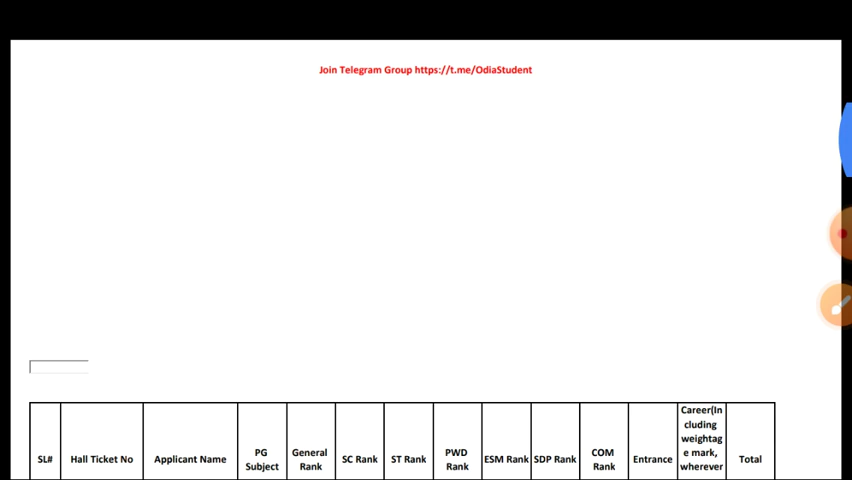 Join Telegram Group https://t.me/OdiaStudent
SL#
Hall Ticket No
Applicant Name
PG
Subject
General
Rank
SC Rank
ST Rank
PWD
Rank
ESM Rank
SDP Rank
COM
Rank
Entrance
Career(In
cluding
weightag
e mark,
wherever
Total